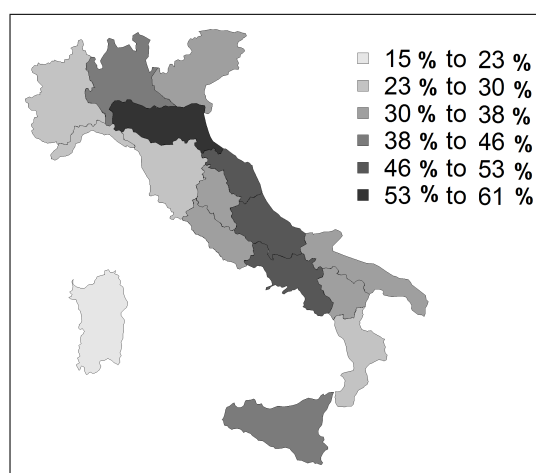 15 % to 23 %
23 % to 30 %
30 % to 38 %
38 % to 46 %
46 % to 53 %
53 % to 61 %